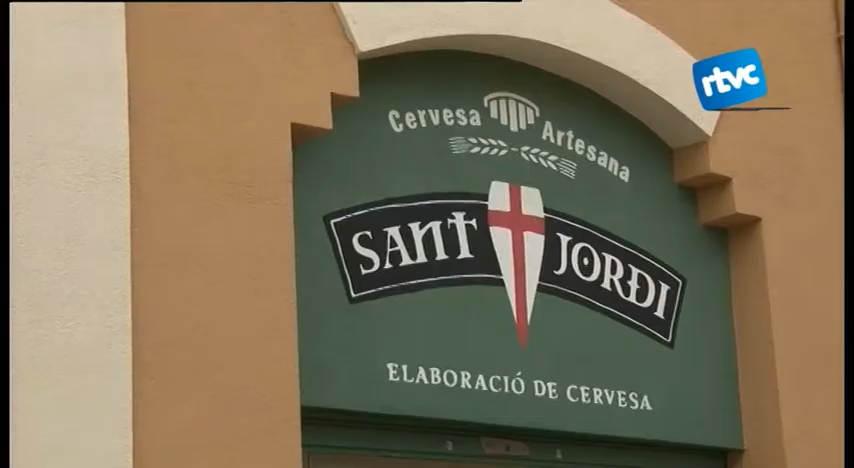 rtvc
Cervesa Artesana
SANT JORDI
ELABORACIÓ DE CERVESA